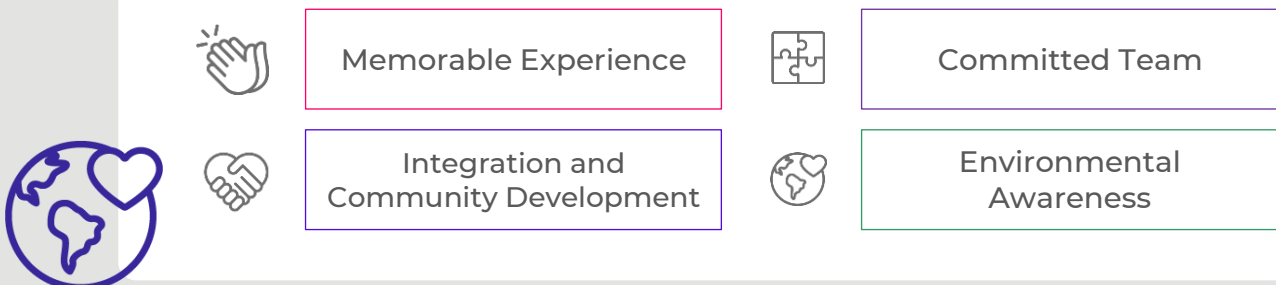 Memorable Experience
Committed Team
Integration and
Community Development
Environmental
Awareness